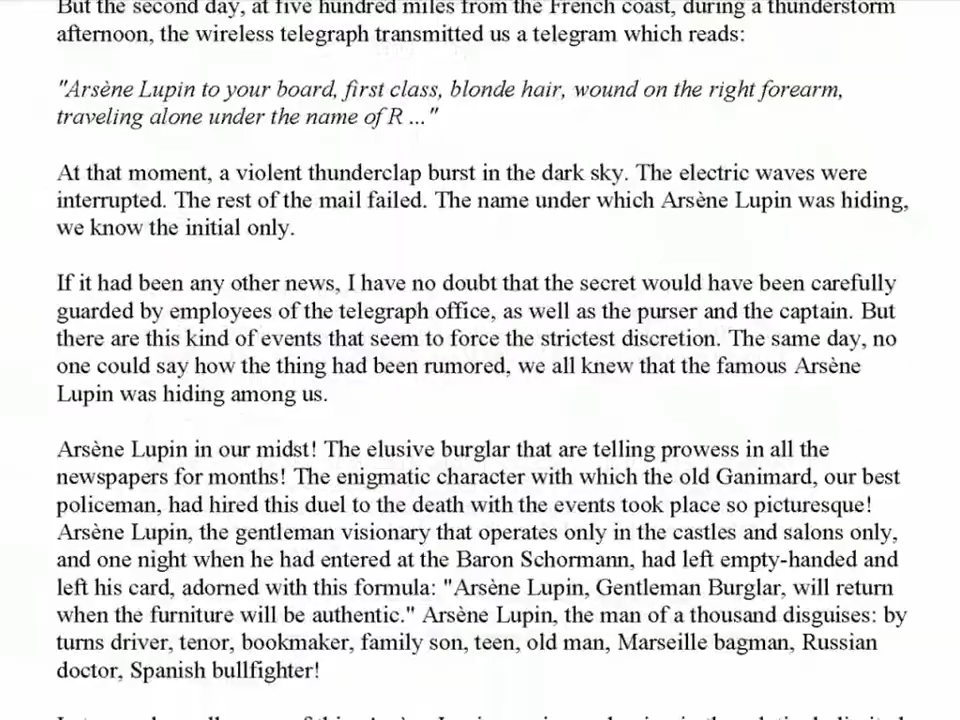 But the second day, at five hundred miles from the French coast, during a thunderstorm
afternoon, the wireless telegraph transmitted us a telegram which reads:
"Arsène Lupin to your board, first class, blonde hair, wound on the right forearm,
traveling alone under the name of R ..."
At that moment, a violent thunderclap burst in the dark sky. The electric waves were
interrupted. The rest of the mail failed. The name under which Arsène Lupin was hiding,
we know the initial only.
If it had been any other news, I have no doubt that the secret would have been carefully
guarded by employees of the telegraph office, as well as the purser and the captain. But
there are this kind of events that seem to force the strictest discretion. The same day, no
one could say how the thing had been rumored, we all knew that the famous Arsène
Lupin was hiding among us.
Arsène Lupin in our midst! The elusive burglar that are telling prowess in all the
newspapers for months! The enigmatic character with which the old Ganimard, our best
policeman, had hired this duel to the death with the events took place so picturesque!
Arsène Lupin, the gentleman visionary that operates only in the castles and salons only,
and one night when he had entered at the Baron Schormann, had left empty-handed and
left his card, adorned with this formula: "Arsène Lupin, Gentleman Burglar, will return
when the furniture will be authentic." Arsène Lupin, the man of a thousand disguises: by
turns driver, tenor, bookmaker, family son, teen, old man, Marseille bagman, Russian
doctor, Spanish bullfighter!